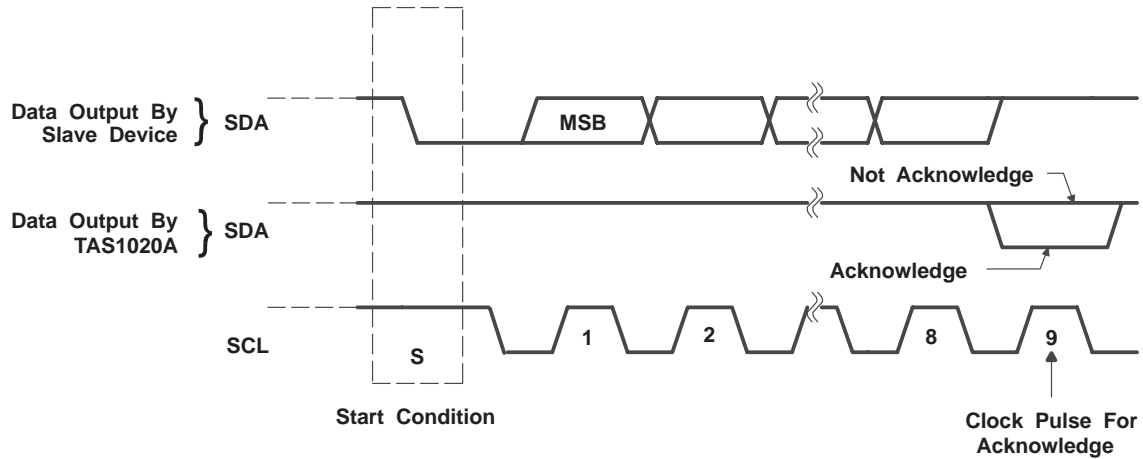 Data Output By
Slave Device
SDA
MSB
Not Acknowledge
Data Output By
TAS1020A
SDA
Acknowledge
SCL
S
1
2
8
9
Start Condition
Clock Pulse For
Acknowledge